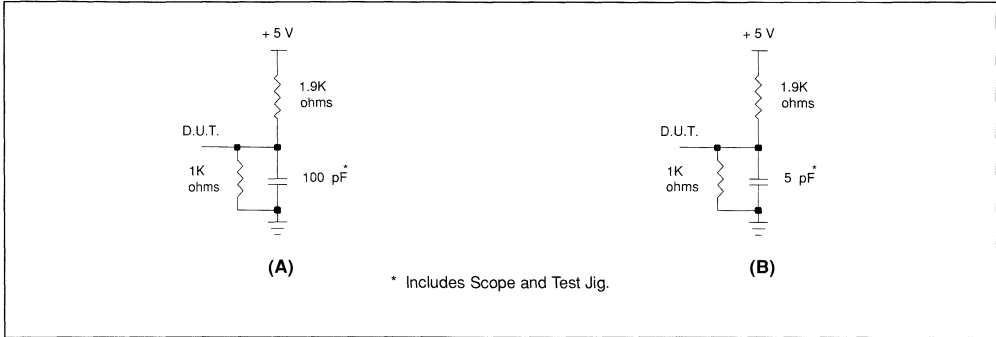 + 5 V
1.9K
ohms
D.U.T.
1K
ohms
100 pF*
(A)
+ 5 V
1.9K
ohms
D.U.T.
1K
ohms
5 pF*
(B)
* Includes Scope and Test Jig.